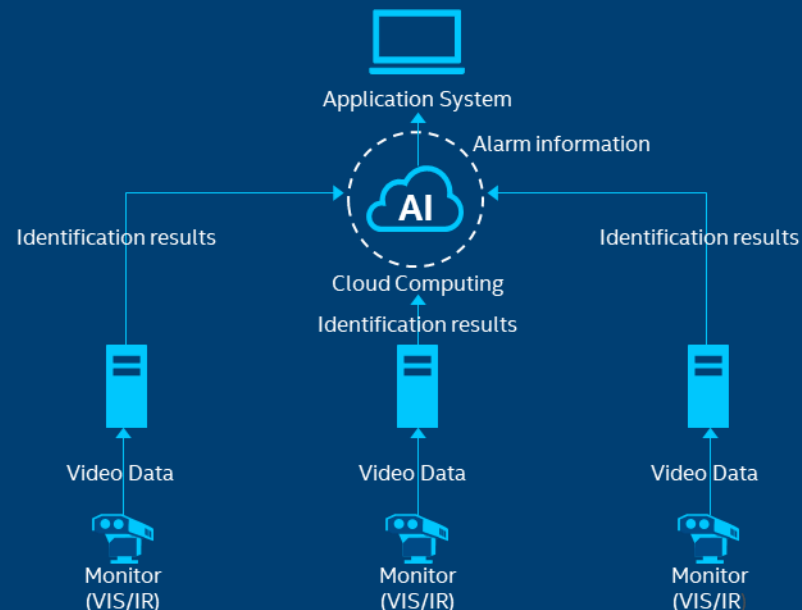 Application System
Alarm information
AI
Identification results
Identification results
Cloud Computing
Identification results
Video Data
Video Data
Video Data
Monitor
(VIS/IR)
Monitor
(VIS/IR)
Monitor
(VIS/IR)